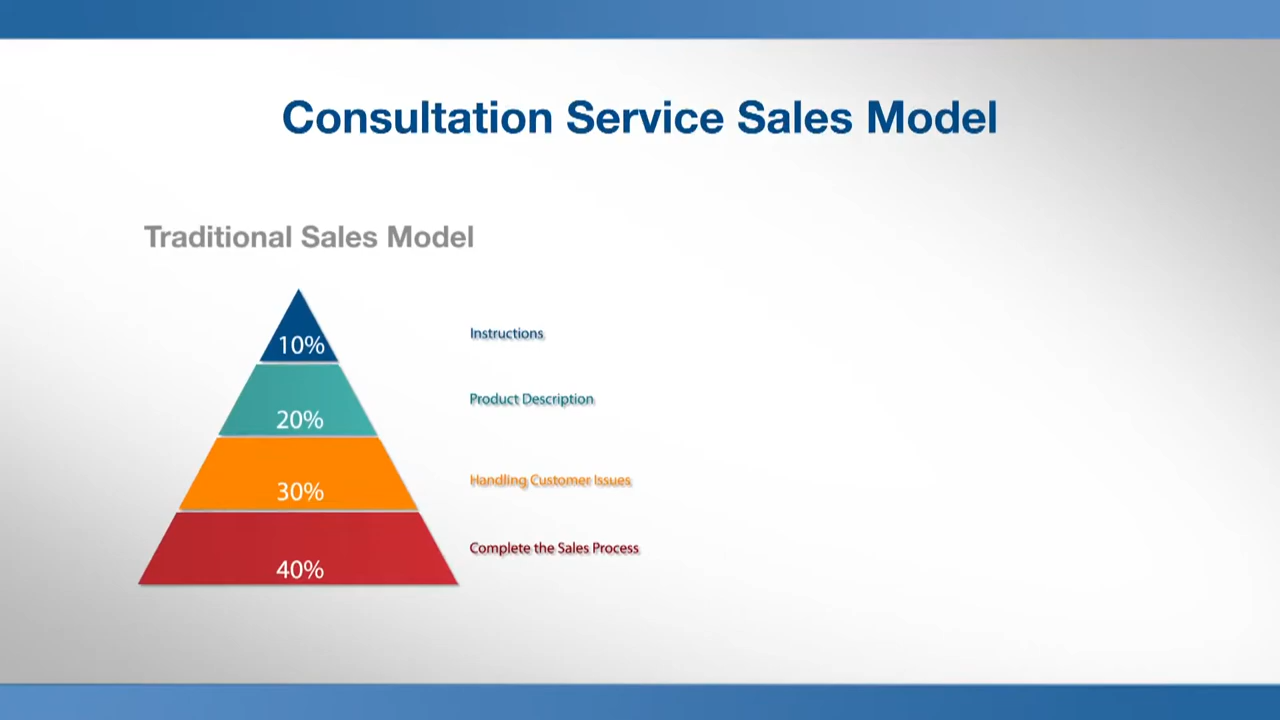 Consultation Service Sales Model
Traditional Sales Model
10%
Instructions
20%
Product Description
30%
Handling Customer Issues
40%
Complete the Sales Process